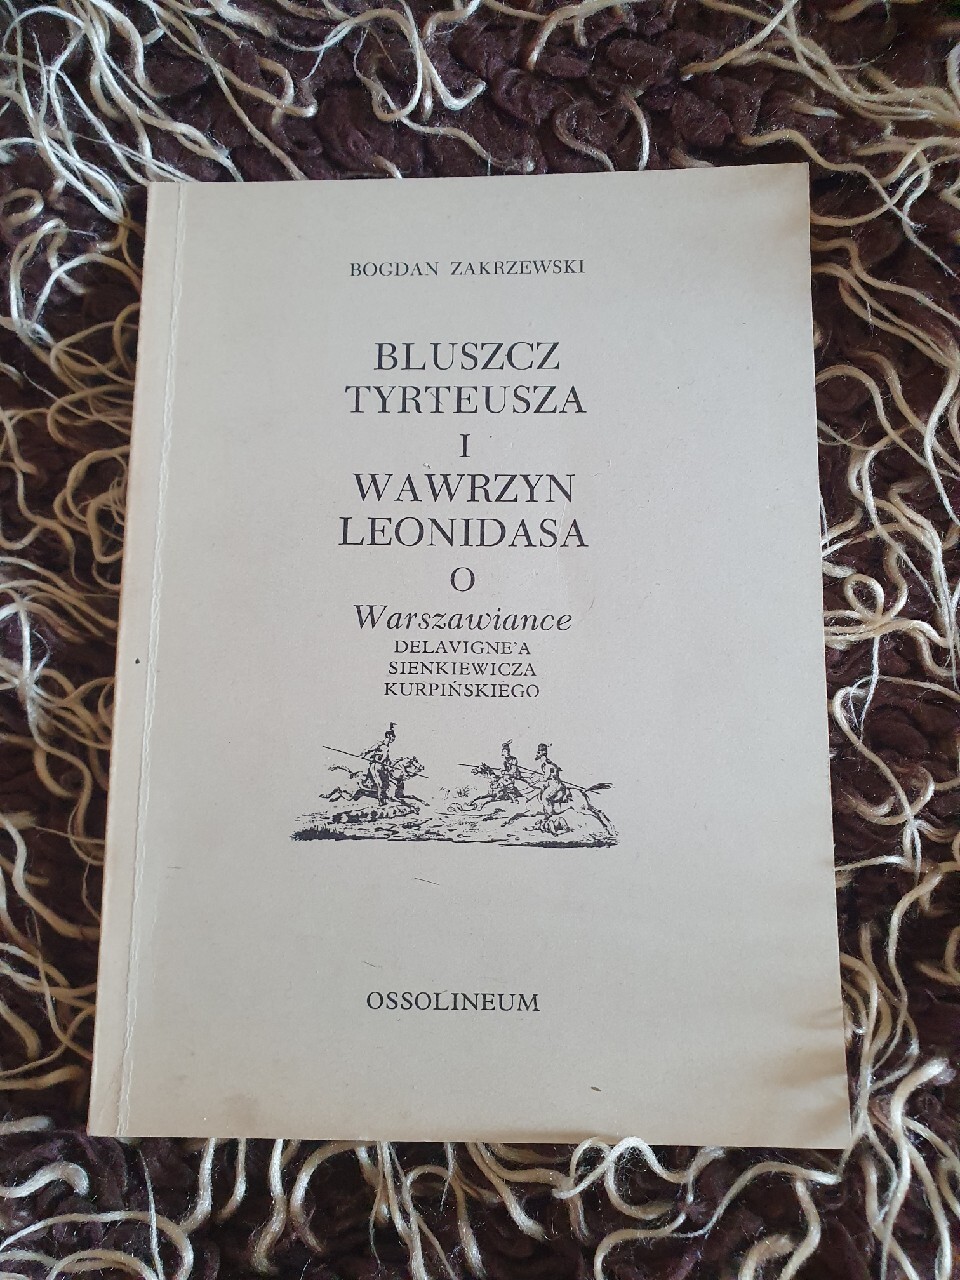 BOGDAN ZAKRZEWSKI
BLUSZCZ
TYRTEUSZA
I
WAWRZYN
LEONIDASA
O
Warszawiance
DELAVIGNE'A
SIENKIEWICZA
KURPIŃSKIEGO
OSSOLINEUM